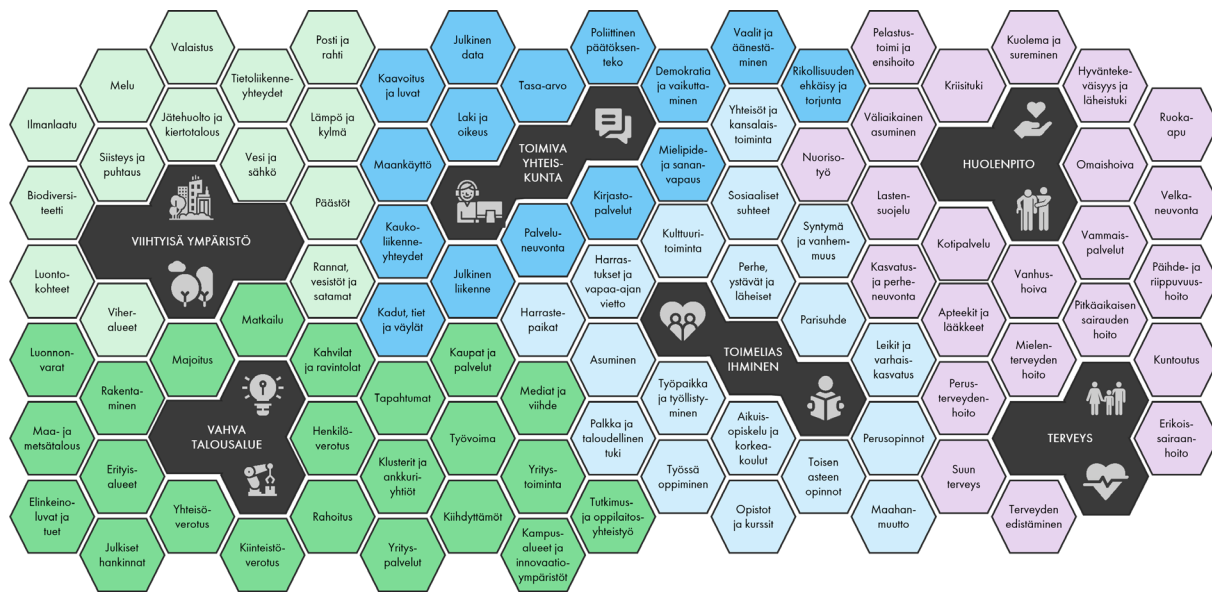 Ilmanlaatu
Biodiversi-
teetti
Luonto-
kohteet
Luonnon-
varat
Maa- ja
metsätalous
Elinkeino-
luvat ja
tuet
Melu
Siisteys ja
puhtaus
Viher-
alueet
Rakenta-
minen
Erityis-
alueet
Julkiset
hankinnat
Valaistus
Jätehuolto ja
kiertotalous
VIIHTYISÄ YMPÄRISTÖ
Majoitus
VAHVA
TALOUSALUE
Yhteisö-
verotus
Tietoliikenne-
yhteydet
Vesi ja
sähkö
Matkailu
Kiinteistö-
verotus
Posti ja
rahti
Lämpö ja
kylmä
Päästöt
Rannat,
vesistöt ja
satamat
Kahvilat
ja ravintolat
Henkilö-
verotus
Rahoitus
Kaavoitus
ja luvat
Maankäyttö
Kauko-
liikenne-
yhteydet
Kadut, tiet
ja väylät
Tapahtumat
Klusterit ja
ankkuri-
yhtiöt
Yritys-
palvelut
Julkinen
data
Laki ja
oikeus
Julkinen
liikenne
Kaupat ja
palvelut
Työvoima
Kiihdyttämöt
Tasa-arvo
TOIMIVA
YHTEIS-
KUNTA
Palvelu-
neuvonta
Harraste-
paikat
Mediat ja
viihde
Yritys-
toiminta
Kampus-
alueet ja
innovaatio-
ympäristöt
Poliittinen
päätöksen-
teko
Kirjasto-
palvelut
Harras-
tukset ja
vapaa-ajan
vietto
Asuminen
Palkka ja
taloudellinen
tuki
Tutkimus-
ja oppilaitos-
yhteistyö
Demokratia
ja vaikutta-
minen
Mielipide-
ja sanan-
vapaus
Kulttuuri-
toiminta
Työpaikka
ja työllisty-
minen
Työssä
oppiminen
Vaalit ja
äänestä-
minen
Yhteisöt ja
kansalais-
toiminta
Sosiaaliset
suhteet
Perhe,
ystävät ja
läheiset
TOIMELIAS
IHMINEN
Aikuis-
opiskelu ja
korkea-
koulut
Opistot
ja kurssit
Rikollisuuden
ehkäisy ja
torjunta
Nuoriso-
työ
Syntymä
ja vanhem-
muus
Parisuhde
Toisen
asteen
opinnot
Pelastus-
toimi ja
ensihoito
Väliaikainen
asuminen
Lasten-
suojelu
Kasvatus-
ja perhe-
neuvonta
Leikit ja
varhais-
kasvatus
Perusopinnot
Maahan-
muutto
Kriisituki
HUOLENPITO
Kotipalvelu
Apteekit ja
lääkkeet
Perus-
terveyden-
hoito
Suun
terveys
Kuolema ja
sureminen
Vanhus-
hoiva
Mielen-
terveyden
hoito
TERVEYS
Terveyden
edistäminen
Hyvänteke-
väisyys ja
läheistuki
Omaishoiva
Vammais-
palvelut
Pitkäaikaisen
sairauden
hoito
Ruoka-
apu
Velka-
neuvonta
Päihde- ja
riippuvuus-
hoito
Kuntoutus
Erikois-
sairaan-
hoito